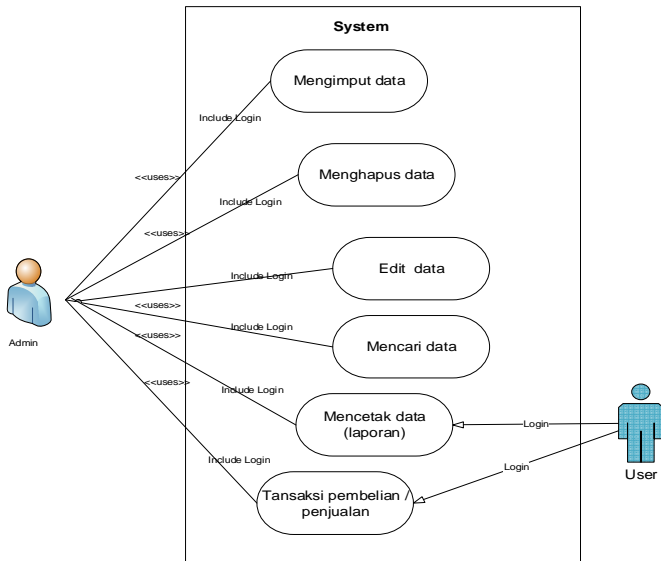 System
Mengimput data
Include Login
<<uses>>
Menghapus data
Include Login
<<uses>>
Edit data
Include Login
<<uses>>
Mencari data
Include Login
<<uses>>
Mencetak data
(laporan)
Include Login
<<uses>>
Tansaksi pembelian /
penjualan
Include Login
Admin
Login
Login
User